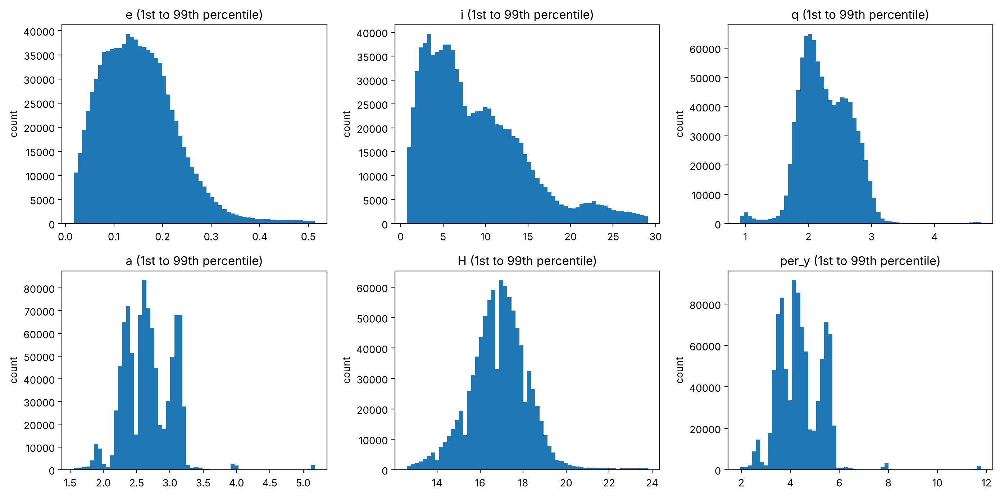 e (1st to 99th percentile)
count
40000
35000
30000
25000
20000
15000
10000
5000
0
0.0 0.1 0.2 0.3 0.4 0.5
i (1st to 99th percentile)
count
40000
35000
30000
25000
20000
15000
10000
5000
0
0 5 10 15 20 25 30
q (1st to 99th percentile)
count
60000
50000
40000
30000
20000
10000
0
1 2 3 4
a (1st to 99th percentile)
count
80000
70000
60000
50000
40000
30000
20000
10000
0
1.5 2.0 2.5 3.0 3.5 4.0 4.5 5.0
H (1st to 99th percentile)
count
60000
50000
40000
30000
20000
10000
0
14 16 18 20 22 24
per_y (1st to 99th percentile)
count
80000
60000
40000
20000
0
2 4 6 8 10 12